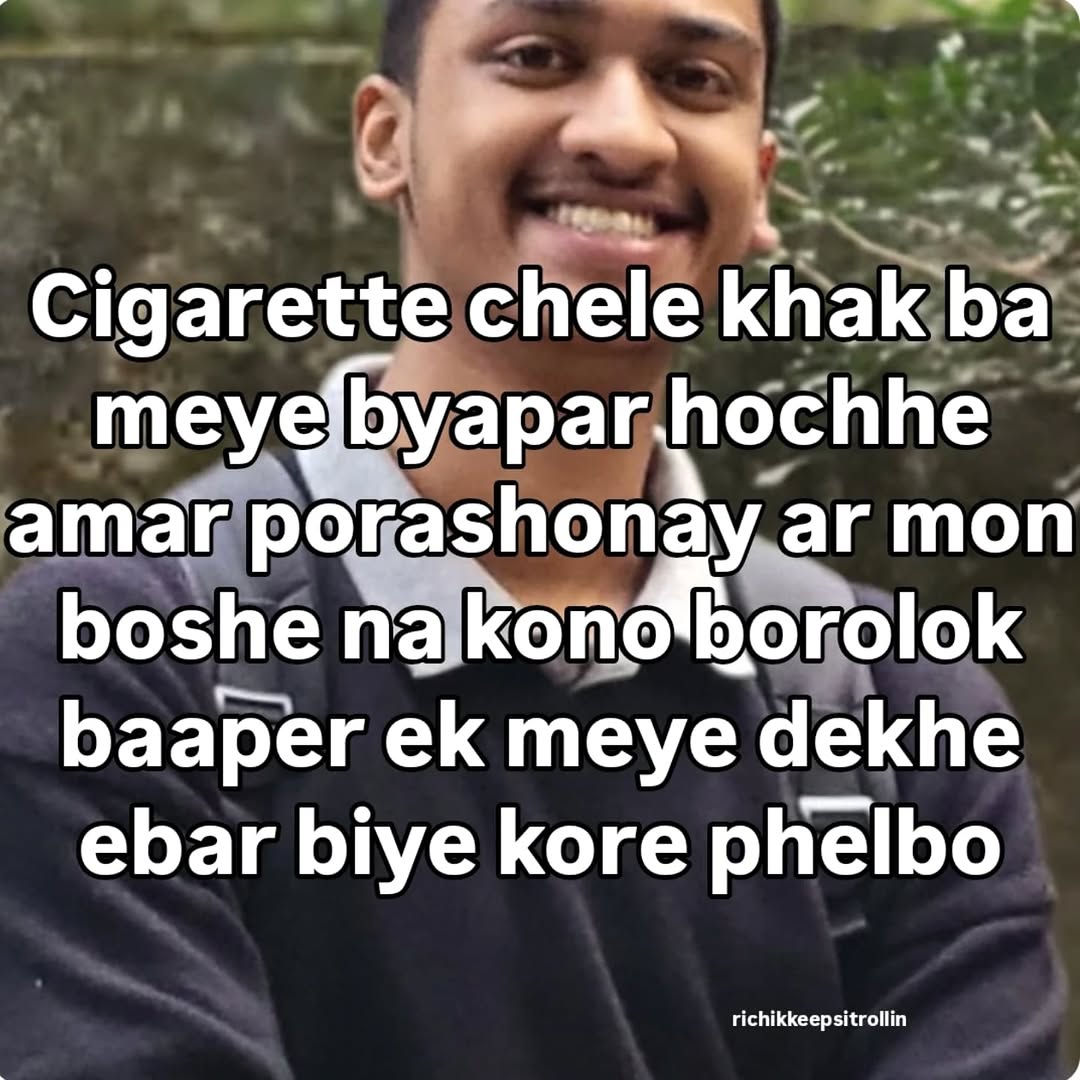 Cigarette chele khak ba
meye byapar hochhe
amar porashonay ar mon
boshe na kono borolok
baaper ek meye dekhe
ebar biye kore phelbo
richikkeepsitrollin